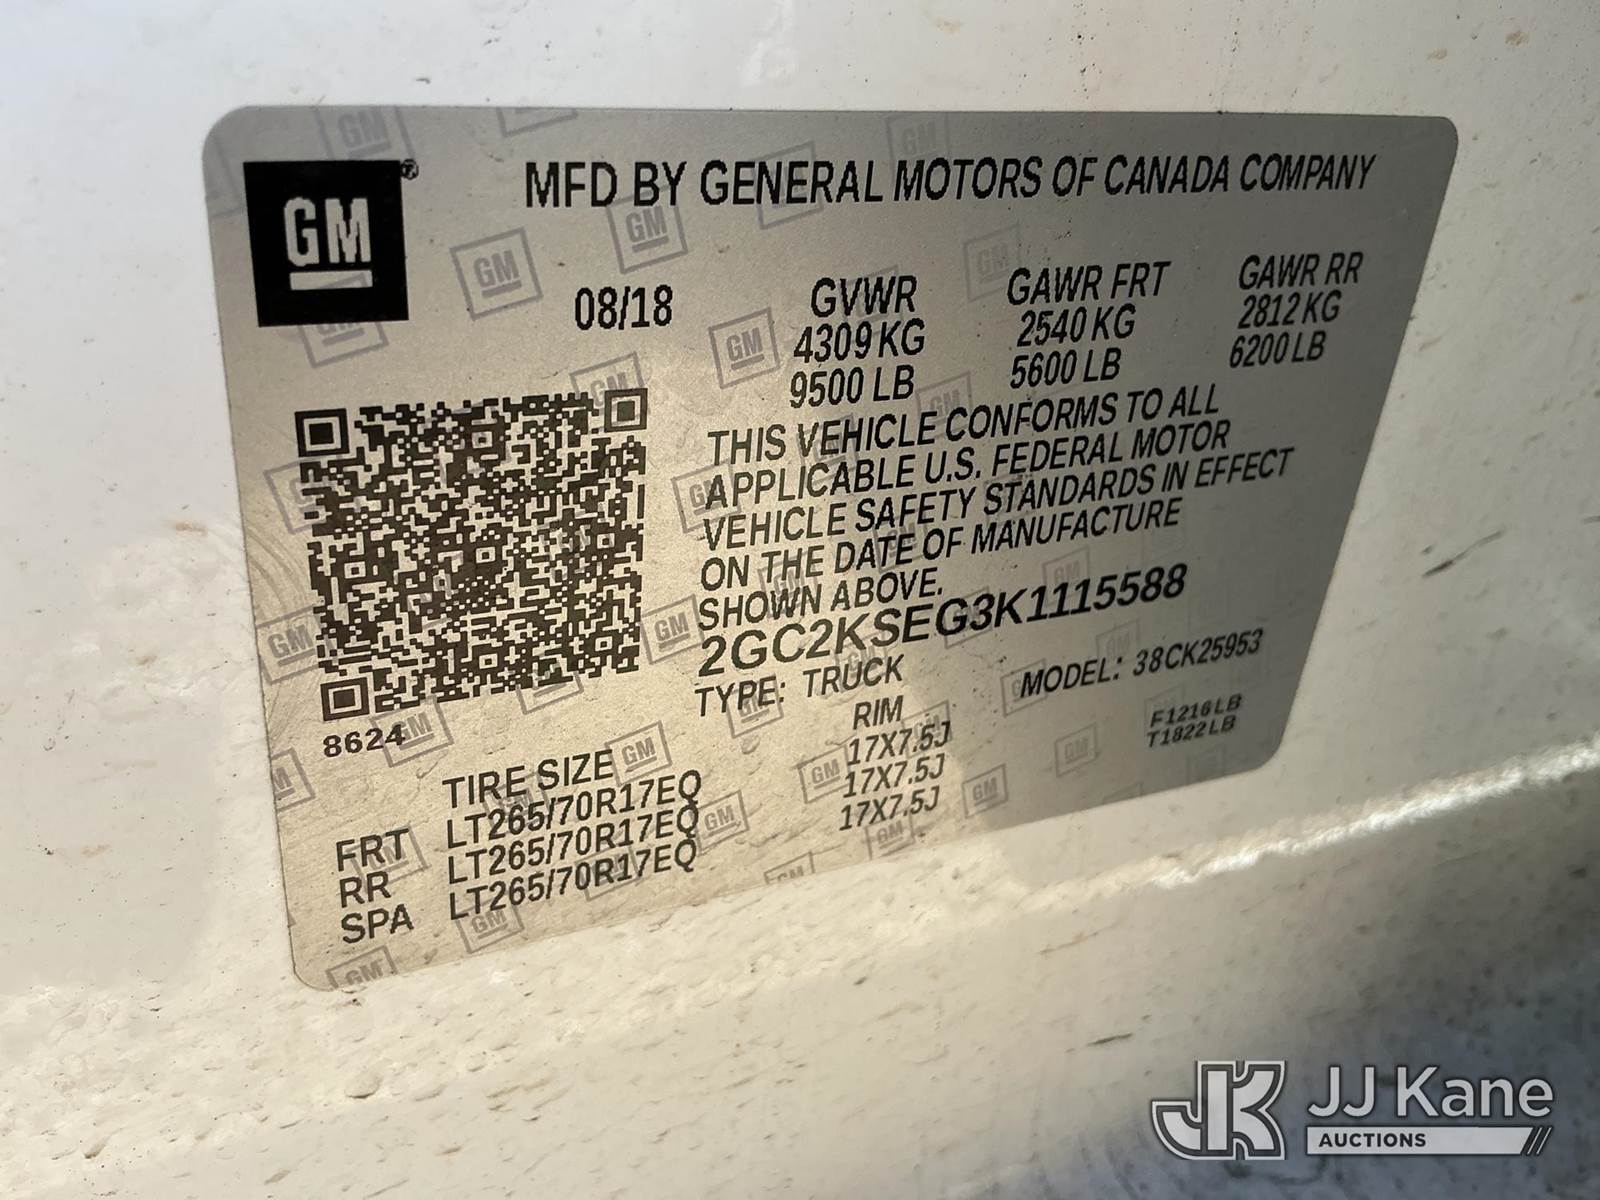 GM®
MFD BY GENERAL MOTORS OF CANADA COMPANY
08/18
GVWR
4309 KG
9500 LB
GAWR FRT
2540 KG
5600 LB
GAWR RR
2812 KG
6200 LB
THIS VEHICLE CONFORMS TO ALL
APPLICABLE U.S. FEDERAL MOTOR
VEHICLE SAFETY STANDARDS IN EFFECT
ON THE DATE OF MANUFACTURE
SHOWN ABOVE.
2GC2KSEG3K1115588
TYPE: TRUCK
MODEL: 38CK25953
8624
TIRE SIZE RIM
F1216LB
T1822LB
FRT LT265/70R17EQ 17X7.5J
RR LT265/70R17EQ 17X7.5J
SPA LT265/70R17EQ 17X7.5J
JK JJ Kane
AUCTIONS